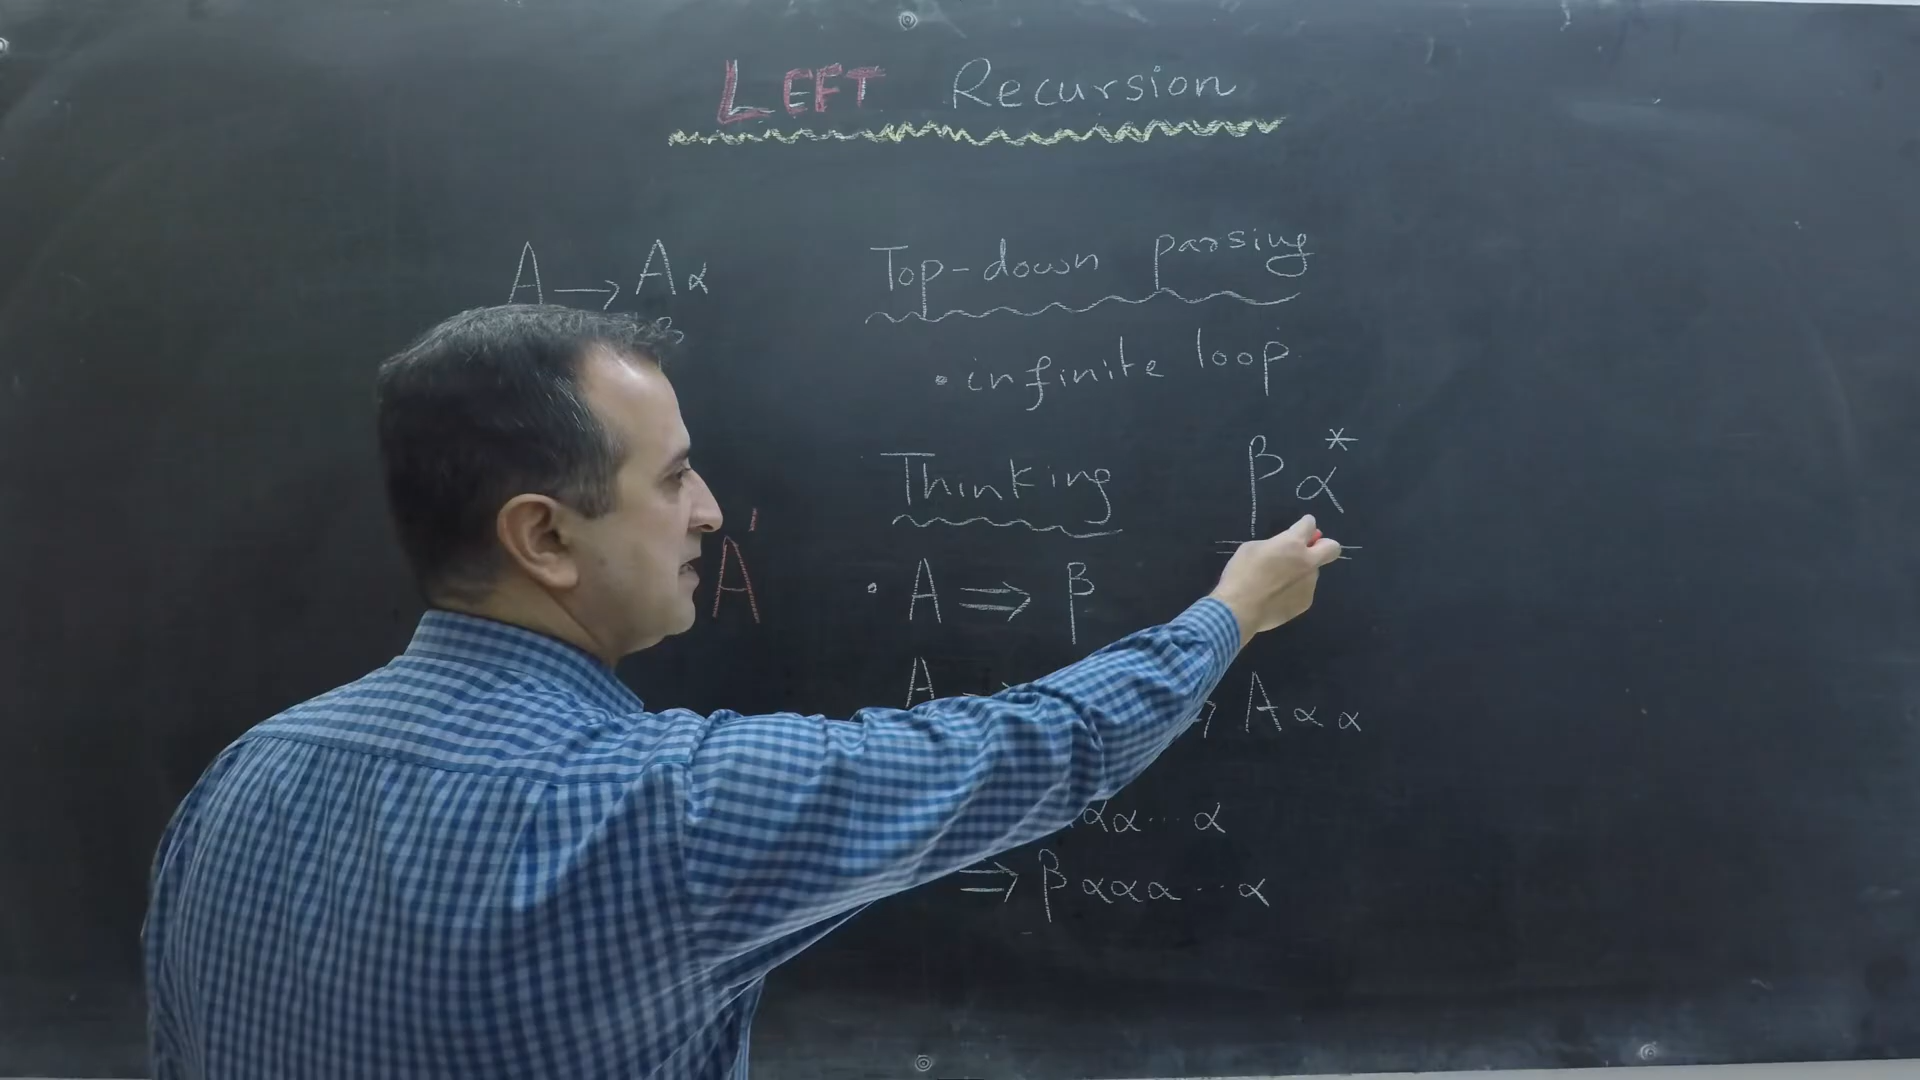 LEFT Recursion
A → Aα
β
Top-down parsing
• infinite loop
Thinking
βα*
A'
• A ⇒ β
A ⇒ Aαα
αα...α
⇒ βααα...α